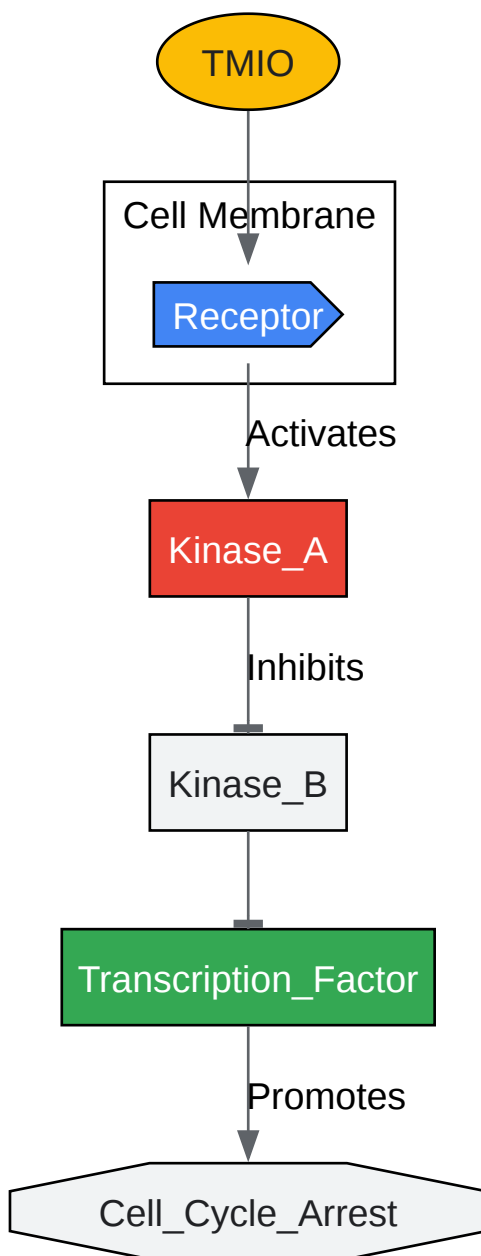 TMIO
Cell Membrane
Receptor
Activates
Kinase_A
Inhibits
Kinase_B
Transcription_Factor
Promotes
Cell_Cycle_Arrest